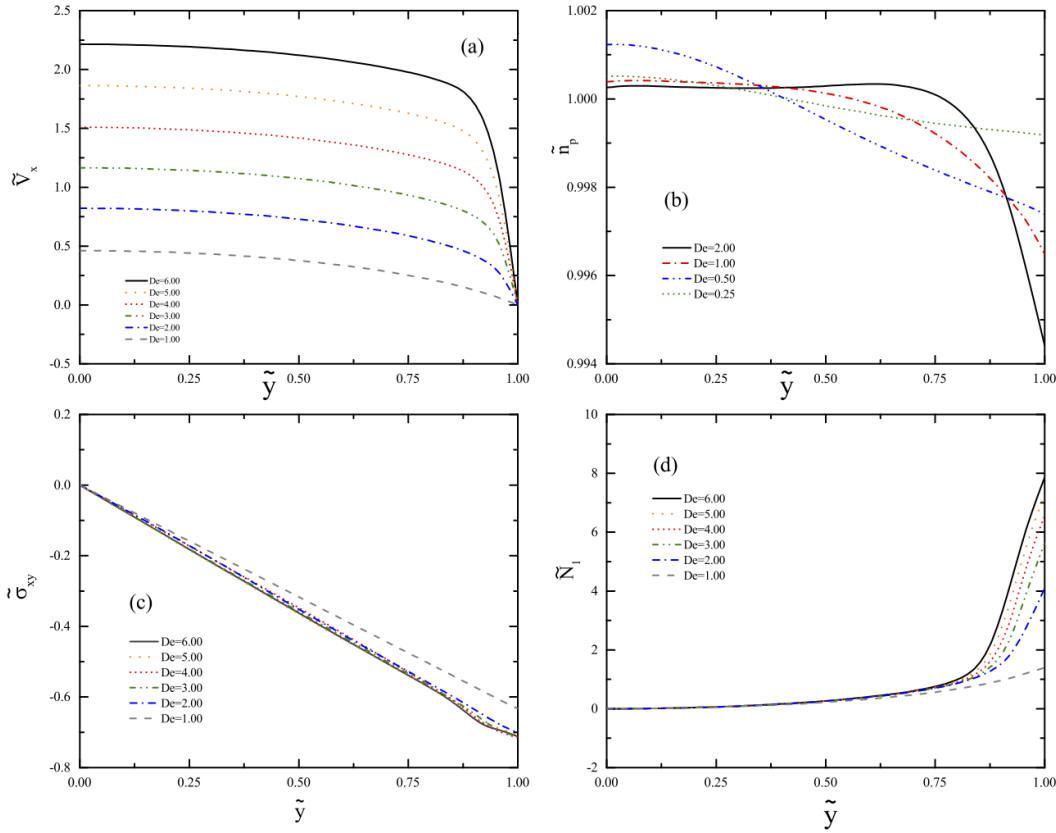 (a)
2.5
2.0
1.5
1.0
0.5
0.0
-0.5
Ṽx
De=6.00
De=5.00
De=4.00
De=3.00
De=2.00
De=1.00
0.00 0.25 0.50 0.75 1.00
ỹ
(b)
1.002
1.000
0.998
0.996
0.994
ñp
De=2.00
De=1.00
De=0.50
De=0.25
0.00 0.25 0.50 0.75 1.00
ỹ
(c)
0.2
0.0
-0.2
-0.4
-0.6
-0.8
σ̃xy
De=6.00
De=5.00
De=4.00
De=3.00
De=2.00
De=1.00
0.00 0.25 0.50 0.75 1.00
ỹ
(d)
10
8
6
4
2
0
-2
Ñ1
De=6.00
De=5.00
De=4.00
De=3.00
De=2.00
De=1.00
0.00 0.25 0.50 0.75 1.00
ỹ